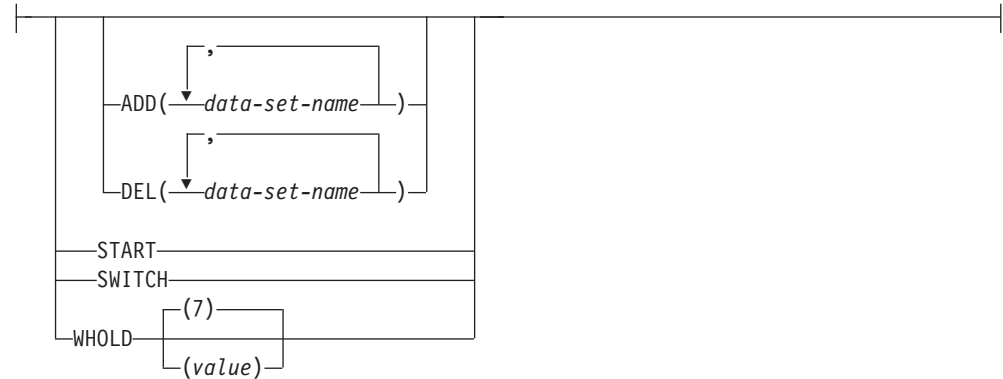 ,
ADD( data-set-name )
,
DEL( data-set-name )
START
SWITCH
(7)
WHOLD
(value)